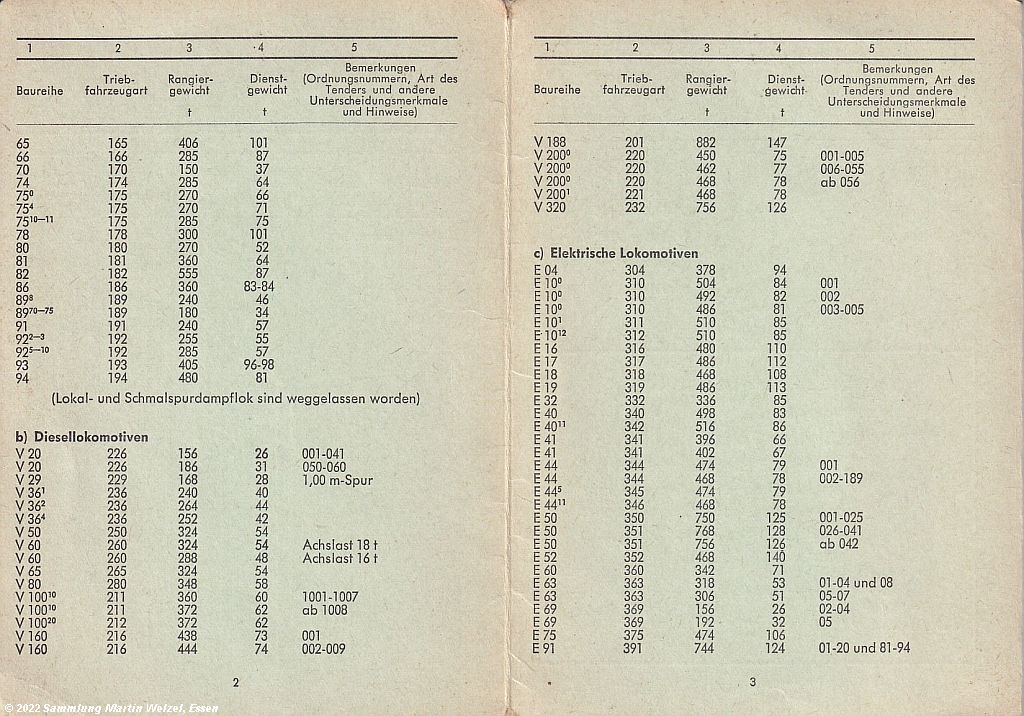 1 2 3 4 5
Baureihe Trieb-fahrzeugart Rangier-gewicht t Dienst-gewicht t Bemerkungen (Ordnungsnummern, Art des Tenders und andere Unterscheidungsmerkmale und Hinweise)
65 165 406 101
66 166 285 87
70 170 150 37
74 174 285 64
75⁰ 175 270 66
75⁴ 175 270 71
75¹⁰⁻¹¹ 175 285 75
78 178 300 101
80 180 270 52
81 181 360 64
82 182 555 87
86 186 360 83-84
89⁸ 189 240 46
89⁷⁰⁻⁷⁵ 189 180 34
91 191 240 57
92²⁻³ 192 255 55
92⁵⁻¹⁰ 192 285 57
93 193 405 96-98
94 194 480 81
(Lokal- und Schmalspurdampflok sind weggelassen worden)
b) Diesellokomotiven
V 20 226 156 26 001-041
V 20 226 186 31 050-060
V 29 229 168 28 1,00 m-Spur
V 36¹ 236 240 40
V 36² 236 264 44
V 36⁴ 236 252 42
V 50 250 324 54
V 60 260 324 54 Achslast 18 t
V 60 260 288 48 Achslast 16 t
V 65 265 324 54
V 80 280 348 58
V 100¹⁰ 211 360 60 1001-1007
V 100¹⁰ 211 372 62 ab 1008
V 100²⁰ 212 372 62
V 160 216 438 73 001
V 160 216 444 74 002-009
2
1 2 3 4 5
Baureihe Trieb-fahrzeugart Rangier-gewicht t Dienst-gewicht t Bemerkungen (Ordnungsnummern, Art des Tenders und andere Unterscheidungsmerkmale und Hinweise)
V 188 201 882 147
V 200⁰ 220 450 75 001-005
V 200⁰ 220 462 77 006-055
V 200⁰ 220 468 78 ab 056
V 200¹ 221 468 78
V 320 232 756 126
c) Elektrische Lokomotiven
E 04 304 378 94
E 10⁰ 310 504 84 001
E 10⁰ 310 492 82 002
E 10⁰ 310 486 81 003-005
E 10¹ 311 510 85
E 10¹² 312 510 85
E 16 316 480 110
E 17 317 486 112
E 18 318 468 108
E 19 319 486 113
E 32 332 336 85
E 40 340 498 83
E 40¹¹ 342 516 86
E 41 341 396 66
E 41 341 402 67
E 44 344 474 79 001
E 44 344 468 78 002-189
E 44⁵ 345 474 79
E 44¹¹ 346 468 78
E 50 350 750 125 001-025
E 50 351 768 128 026-041
E 50 351 756 126 ab 042
E 52 352 468 140
E 60 360 342 71
E 63 363 318 53 01-04 und 08
E 63 363 306 51 05-07
E 69 369 156 26 02-04
E 69 369 192 32 05
E 75 375 474 106
E 91 391 744 124 01-20 und 81-94
3
© 2022 Sammlung Martin Welzel, Essen